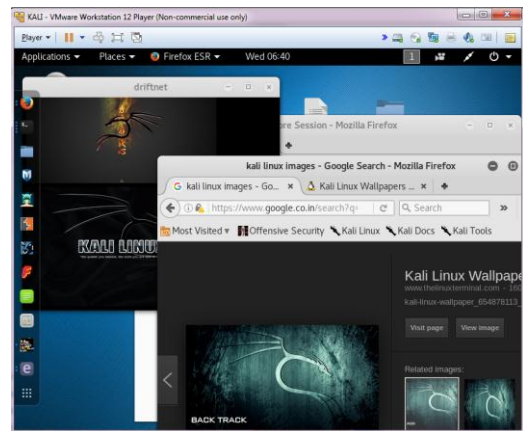 KALI - VMware Workstation 12 Player (Non-commercial use only)
Player
Applications Places Firefox ESR Wed 06:40 1
driftnet
re Session - Mozilla Firefox
kali linux images - Google Search - Mozilla Firefox
kali linux images - Go... Kali Linux Wallpapers ...
https://www.google.co.in/search?q= Search
Most Visited Offensive Security Kali Linux Kali Docs Kali Tools
KALI LINUX
Kali Linux Wallpape
www.thelinuxterminal.com - 160
kali-linux-wallpaper_654878113_
Visit page View image
Related images:
BACK TRACK